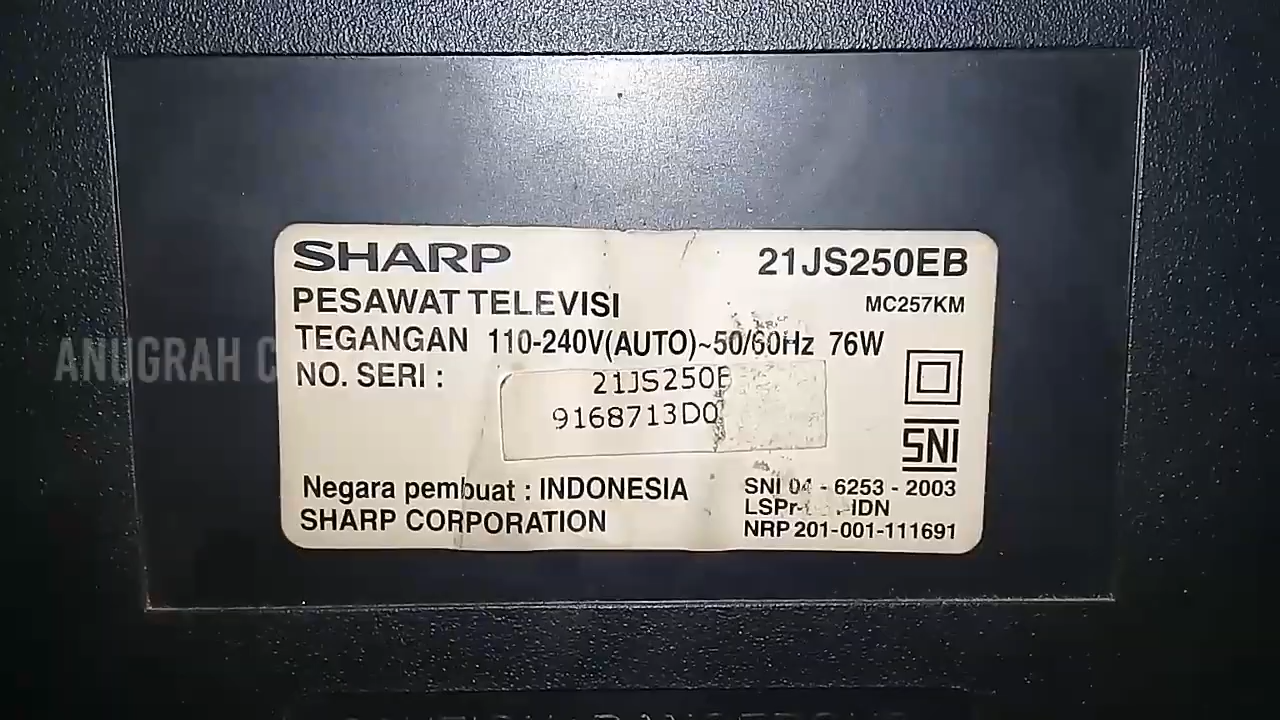 SHARP 21JS250EB
PESAWAT TELEVISI MC257KM
TEGANGAN 110-240V(AUTO)~50/60Hz 76W
NO. SERI :
21JS250E
9168713D0
SNI
Negara pembuat : INDONESIA
SHARP CORPORATION
SNI 04 - 6253 - 2003
IDN
NRP 201-001-111691
ANUGRAH C